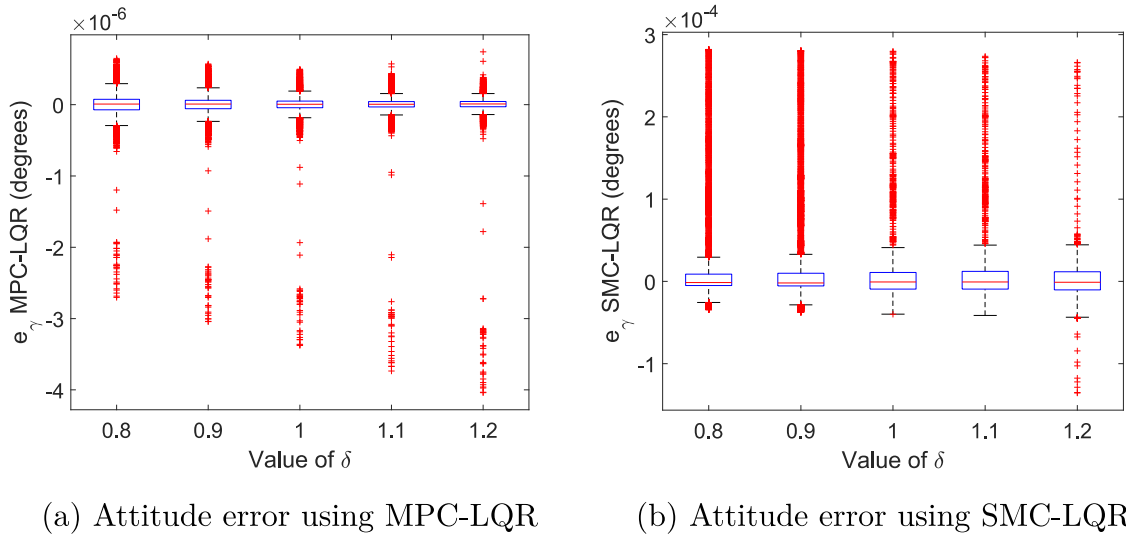 ×10⁻⁶
e_γ MPC-LQR (degrees)
0
-1
-2
-3
-4
0.8 0.9 1 1.1 1.2
Value of δ
(a) Attitude error using MPC-LQR
×10⁻⁴
e_γ SMC-LQR (degrees)
3
2
1
0
-1
0.8 0.9 1 1.1 1.2
Value of δ
(b) Attitude error using SMC-LQR